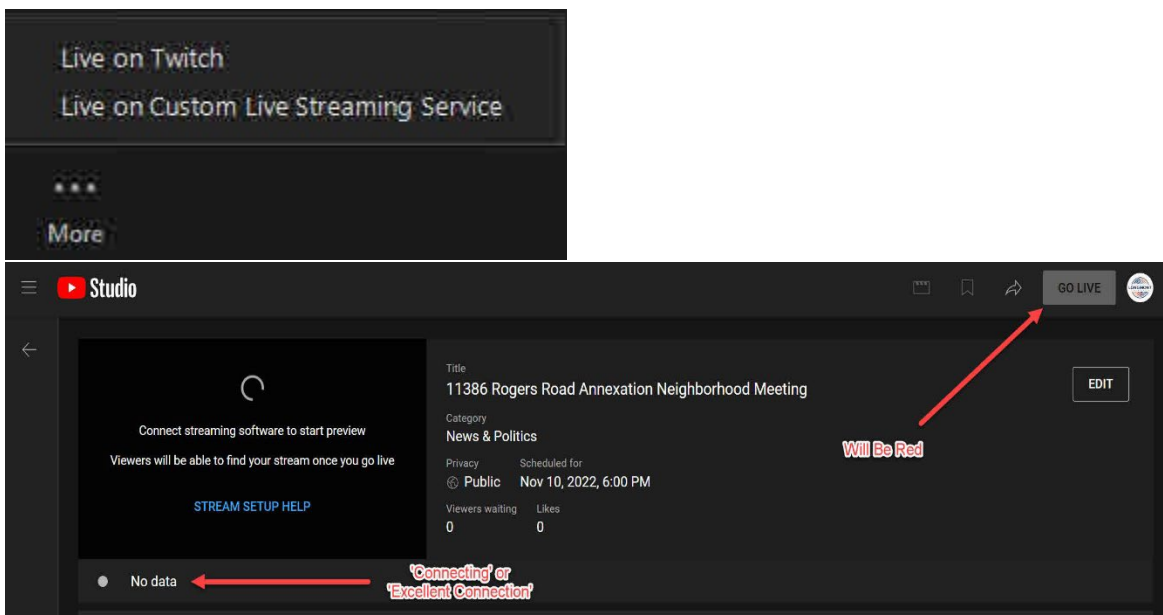 Live on Twitch
Live on Custom Live Streaming Service
More
Studio
GO LIVE
Title
11386 Rogers Road Annexation Neighborhood Meeting
EDIT
Connect streaming software to start preview
Viewers will be able to find your stream once you go live
STREAM SETUP HELP
Category
News & Politics
Will Be Red
Privacy Scheduled for
Public Nov 10, 2022, 6:00 PM
Viewers waiting Likes
0 0
No data
'Connecting' or
'Excellent Connection'